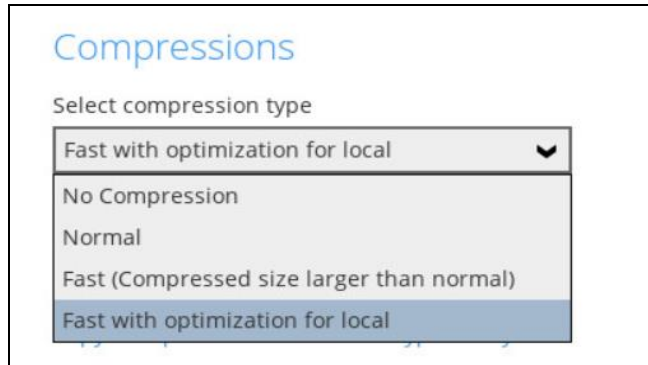 Compressions
Select compression type
Fast with optimization for local
No Compression
Normal
Fast (Compressed size larger than normal)
Fast with optimization for local